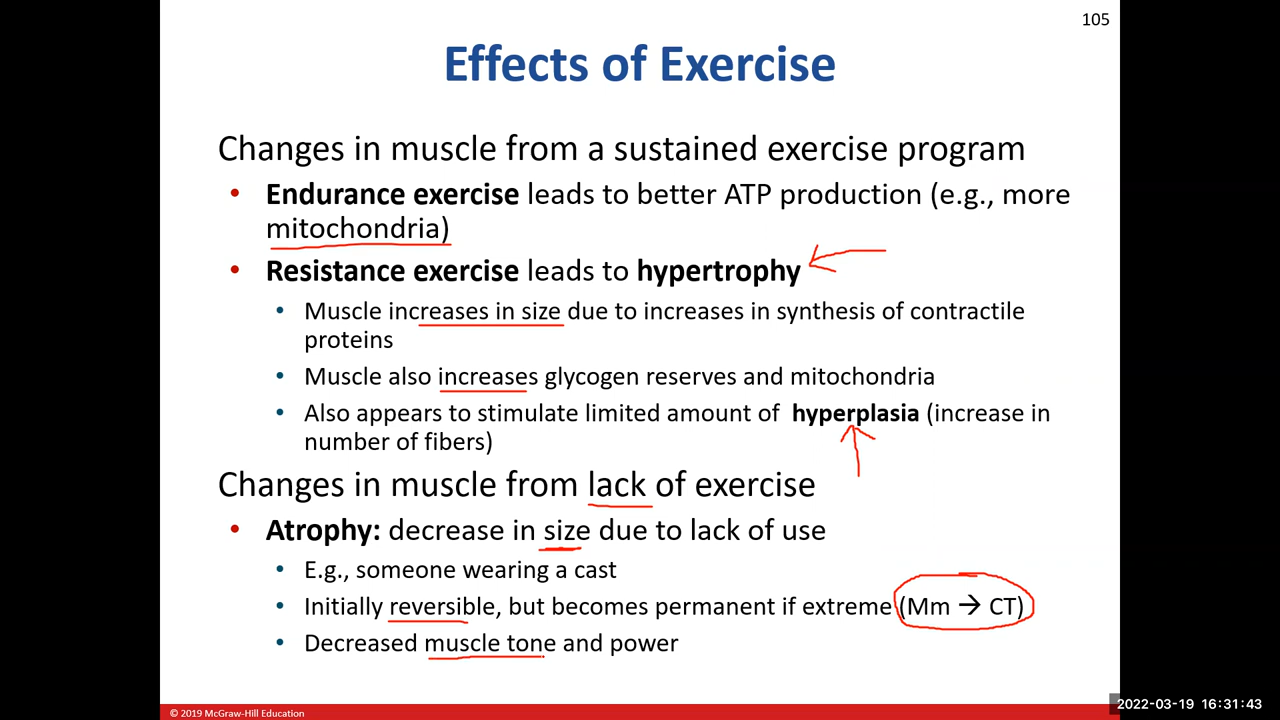 105
Effects of Exercise
Changes in muscle from a sustained exercise program
• Endurance exercise leads to better ATP production (e.g., more
mitochondria)
• Resistance exercise leads to hypertrophy
• Muscle increases in size due to increases in synthesis of contractile
proteins
• Muscle also increases glycogen reserves and mitochondria
• Also appears to stimulate limited amount of hyperplasia (increase in
number of fibers)
Changes in muscle from lack of exercise
• Atrophy: decrease in size due to lack of use
• E.g., someone wearing a cast
• Initially reversible, but becomes permanent if extreme (Mm → CT)
• Decreased muscle tone and power
© 2019 McGraw-Hill Education
2022-03-19 16:31:43